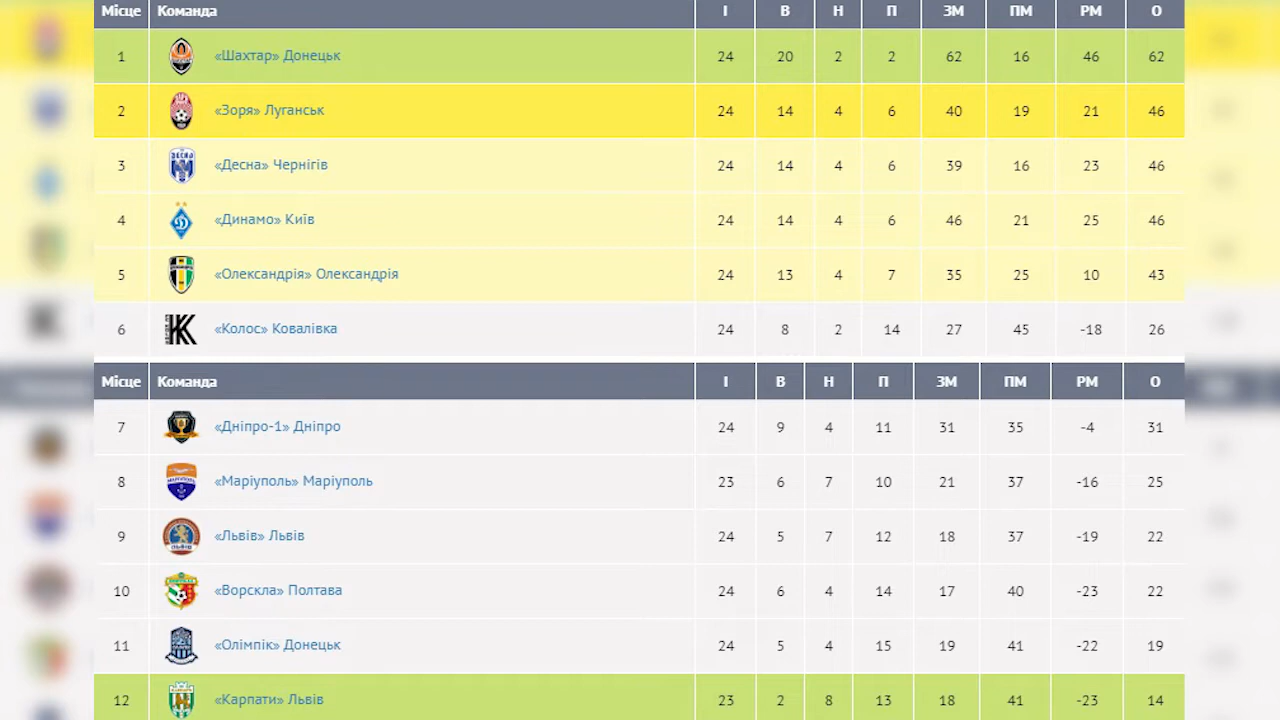 Місце Команда І В Н П ЗМ ПМ РМ О
1 «Шахтар» Донецьк 24 20 2 2 62 16 46 62
2 «Зоря» Луганськ 24 14 4 6 40 19 21 46
3 «Десна» Чернігів 24 14 4 6 39 16 23 46
4 «Динамо» Київ 24 14 4 6 46 21 25 46
5 «Олександрія» Олександрія 24 13 4 7 35 25 10 43
6 «Колос» Ковалівка 24 8 2 14 27 45 -18 26
Місце Команда І В Н П ЗМ ПМ РМ О
7 «Дніпро-1» Дніпро 24 9 4 11 31 35 -4 31
8 «Маріуполь» Маріуполь 23 6 7 10 21 37 -16 25
9 «Львів» Львів 24 5 7 12 18 37 -19 22
10 «Ворскла» Полтава 24 6 4 14 17 40 -23 22
11 «Олімпік» Донецьк 24 5 4 15 19 41 -22 19
12 «Карпати» Львів 23 2 8 13 18 41 -23 14